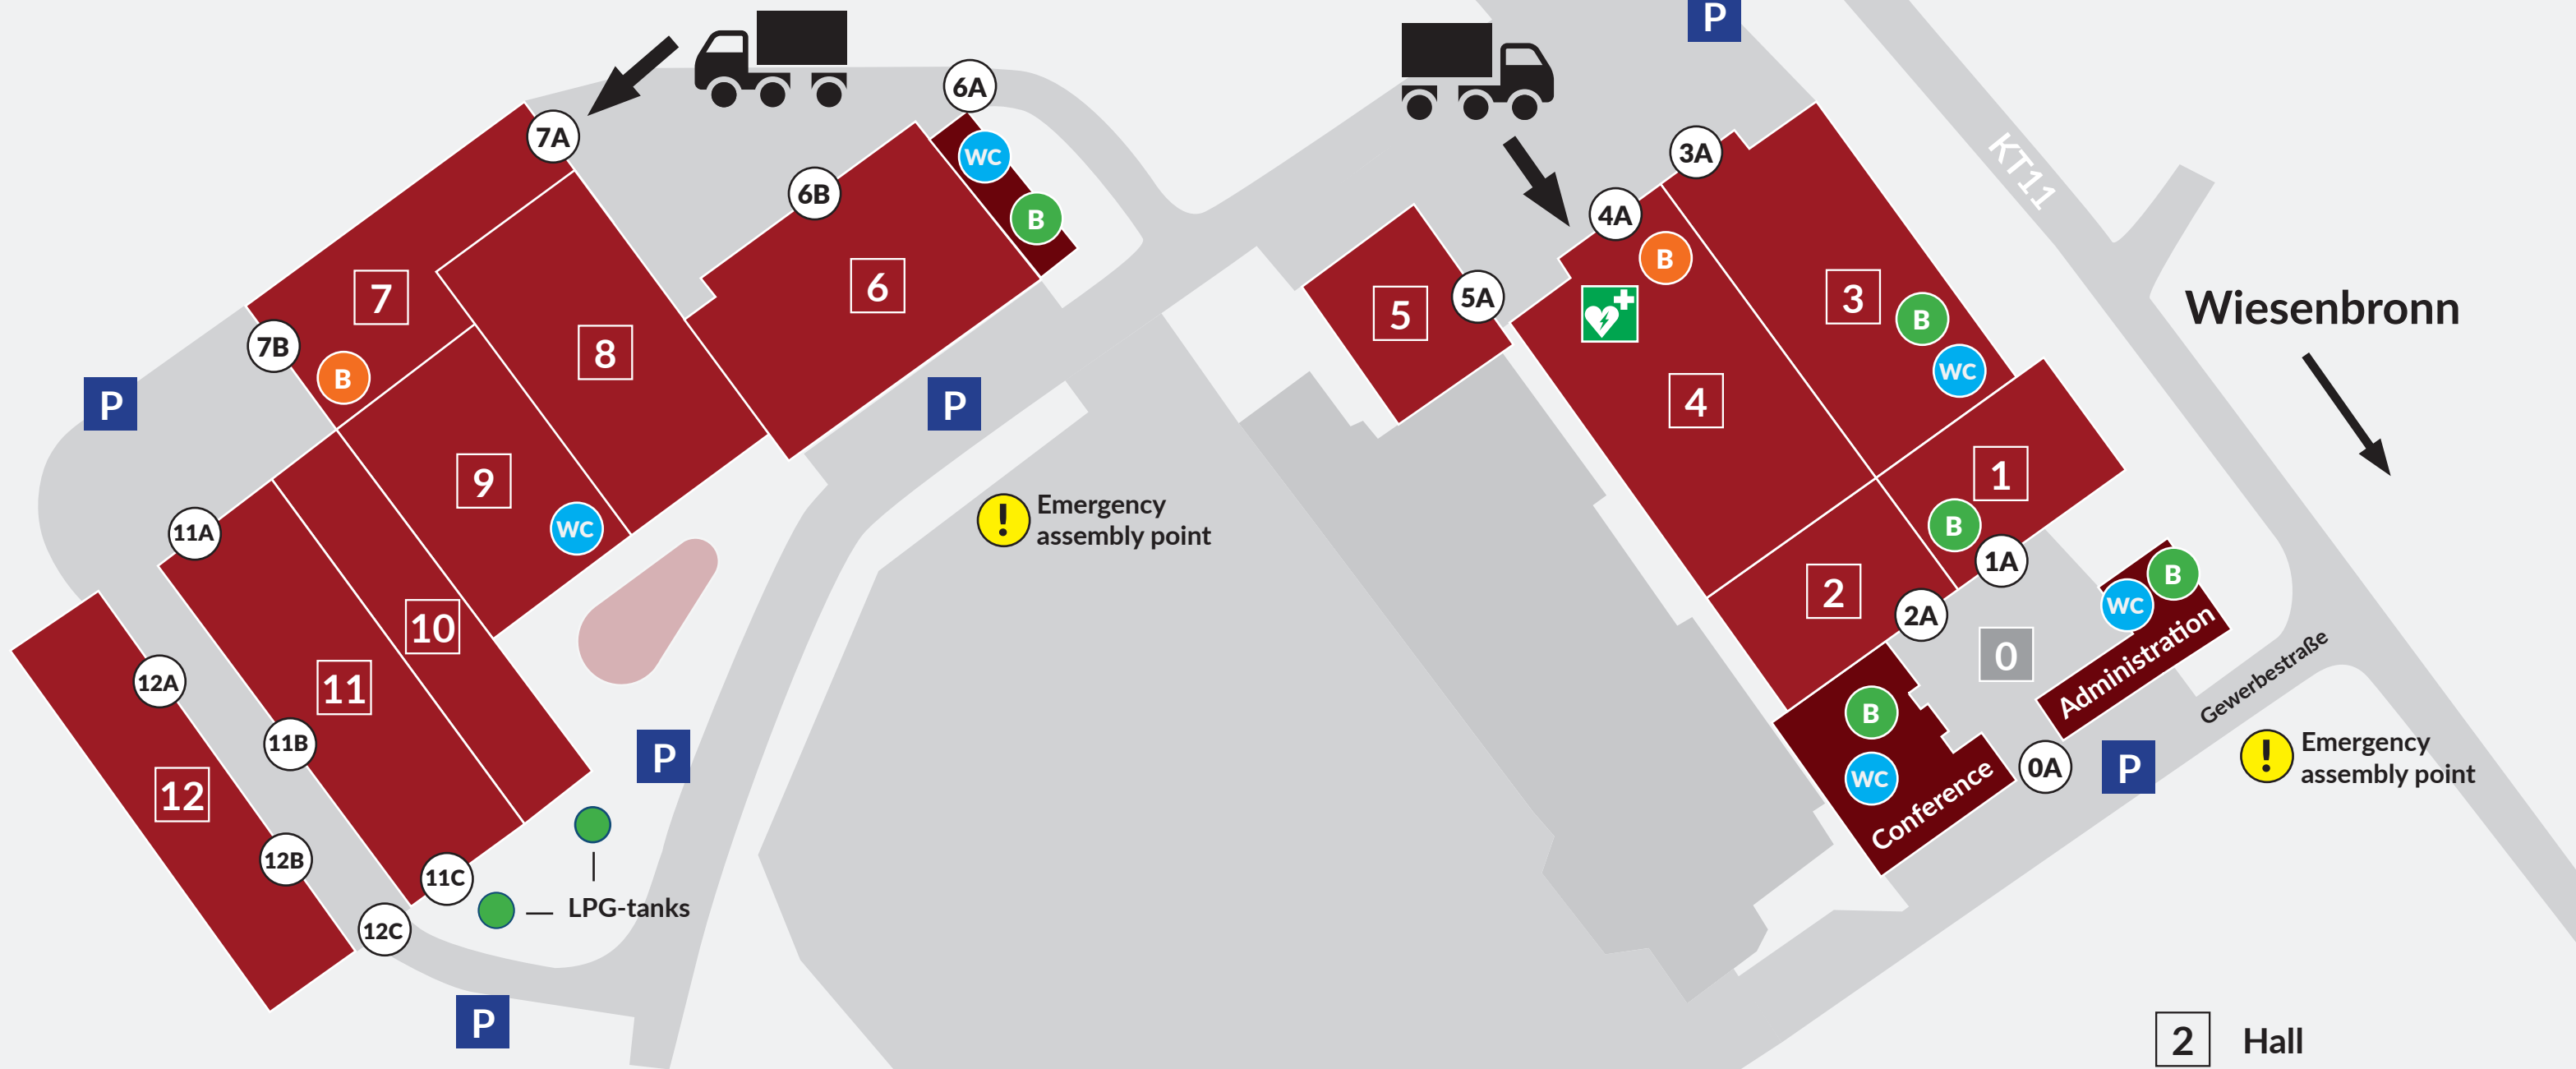 P
6A
7A
WC
3A
KT11
6B
4A
B
B
7
6
5A
3
Wiesenbronn
5
B
7B
8
WC
B
4
P
P
1
9
Emergency
assembly point
B
11A
WC
1A
B
2
WC
2A
10
0
Administration
Gewerbestraße
12A
11
B
11B
P
0A
P
Emergency
assembly point
WC
12
Conference
12B
11C
LPG-tanks
12C
P
2 Hall